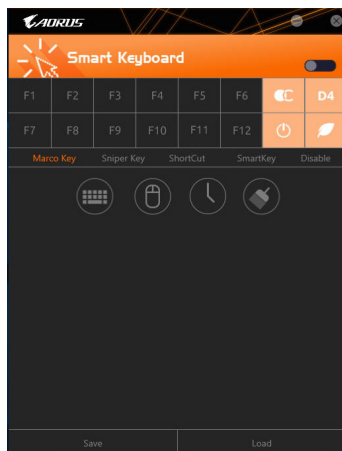 AORUS
Smart Keyboard
F1 F2 F3 F4 F5 F6 D4
F7 F8 F9 F10 F11 F12
Marco Key Sniper Key ShortCut SmartKey Disable
Save Load